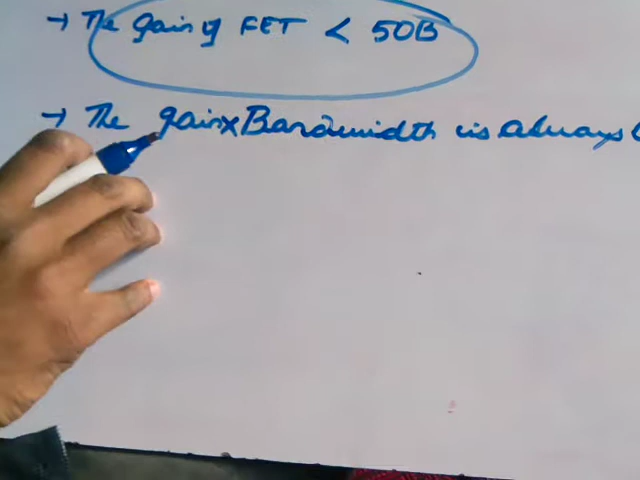 → The gain of FET < 50B
→ The gain x Bandwidth is always